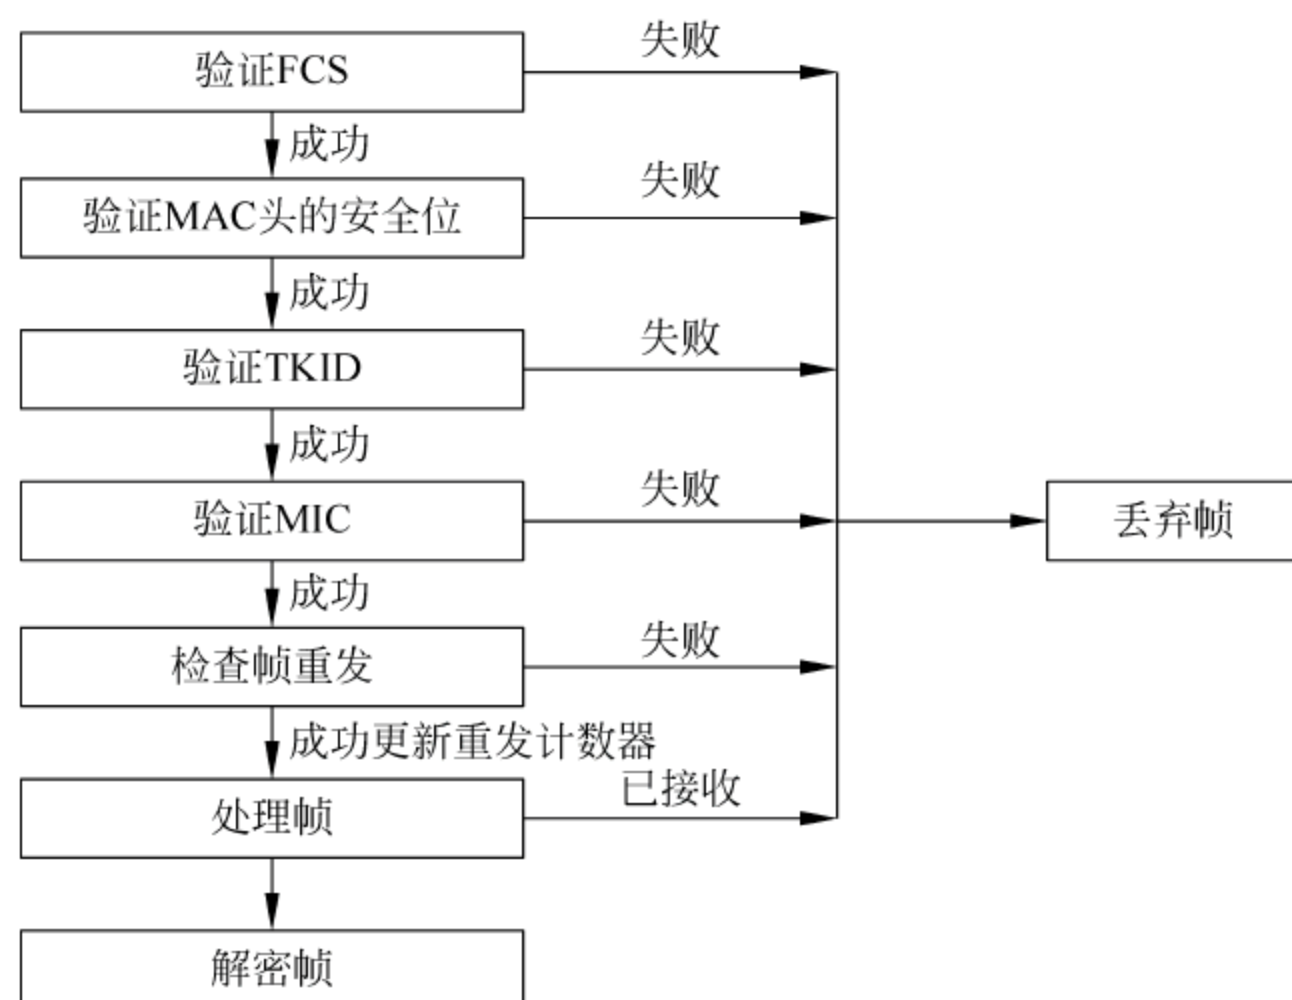 验证FCS
失败
成功
验证MAC头的安全位
失败
成功
验证TKID
失败
成功
验证MIC
失败
丢弃帧
成功
检查帧重发
失败
成功更新重发计数器
处理帧
已接收
解密帧